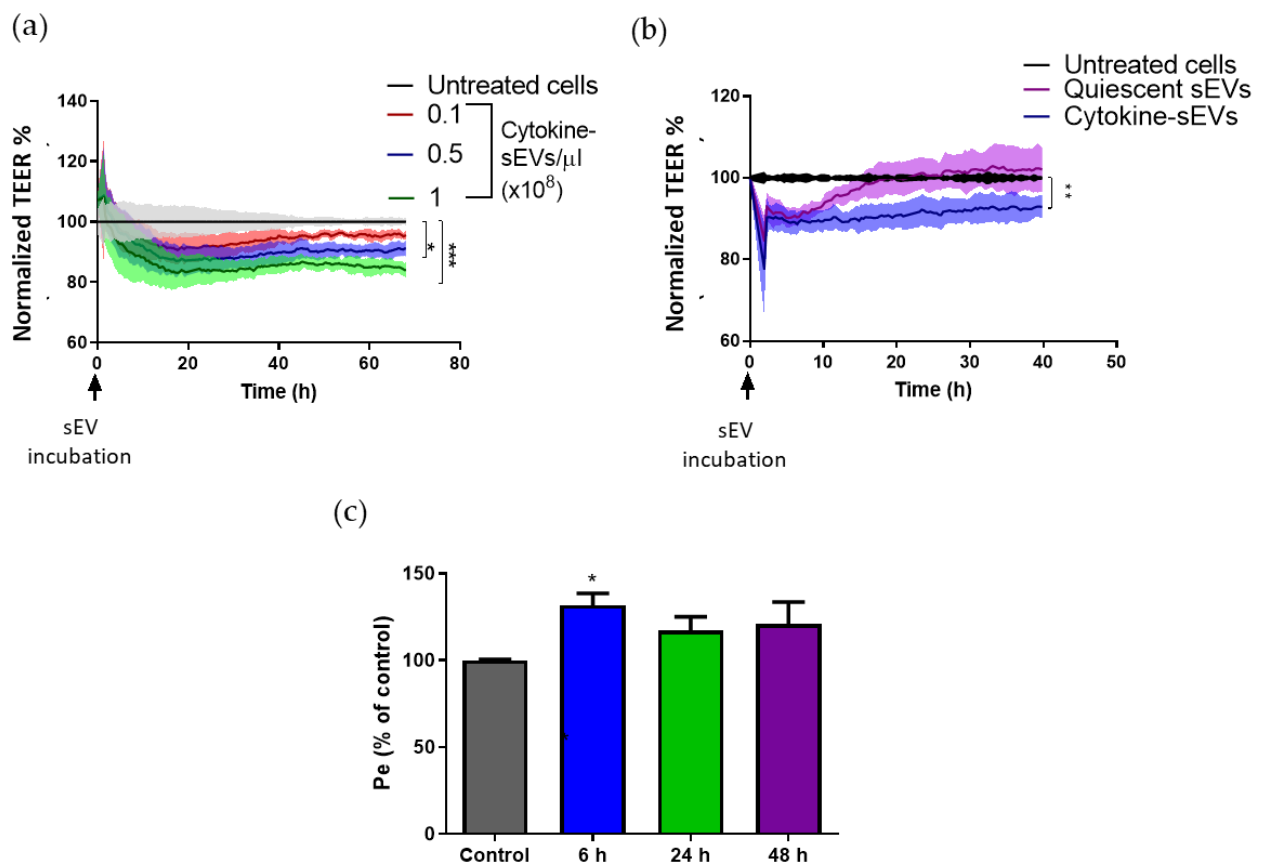 (a)
Untreated cells
0.1
0.5
1
Cytokine-
sEVs/µl
(x10⁸)
Normalized TEER %
140
120
100
80
60
*
***
0
20
40
60
80
Time (h)
sEV
incubation
(b)
Untreated cells
Quiescent sEVs
Cytokine-sEVs
Normalized TEER %
120
100
80
60
**
0
10
20
30
40
50
Time (h)
sEV
incubation
(c)
Pe (% of control)
150
100
50
0
*
Control
6 h
24 h
48 h